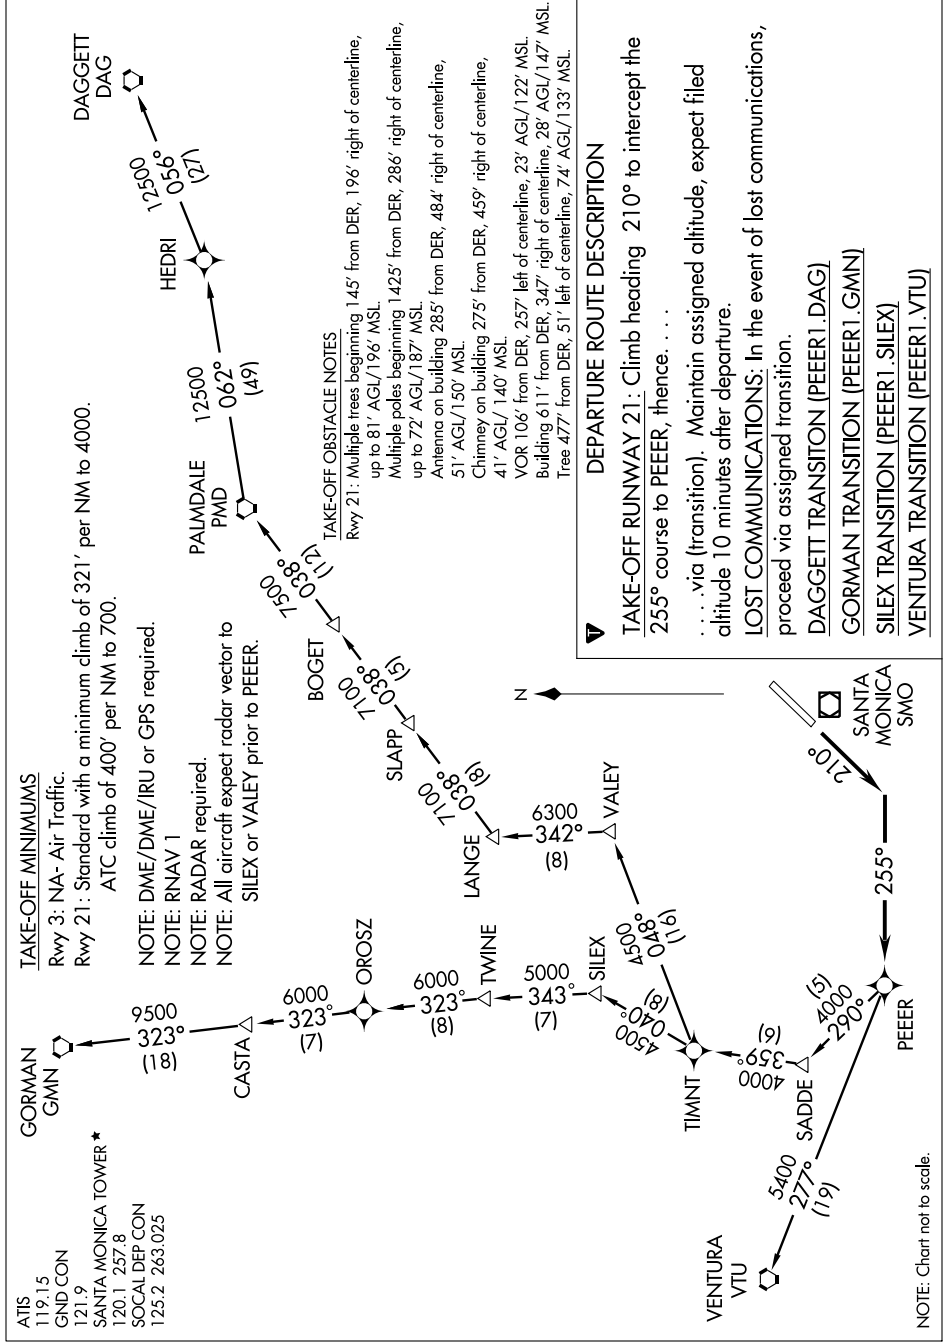 ATIS
119.15
GND CON
121.9
SANTA MONICA TOWER ★
120.1 257.8
SOCAL DEP CON
125.2 263.025
TAKE-OFF MINIMUMS
Rwy 3: NA- Air Traffic.
Rwy 21: Standard with a minimum climb of 321' per NM to 4000.
ATC climb of 400' per NM to 700.
NOTE: DME/DME/IRU or GPS required.
NOTE: RNAV 1
NOTE: RADAR required.
NOTE: All aircraft expect radar vector to
SILEX or VALEY prior to PEEER.
GORMAN
GMN
9500
323°
(18)
CASTA
6000
323°
(7)
OROSZ
6000
323°
(8)
TWINE
5000
343°
(7)
SILEX
4500
040°
(8)
TIMNT
4500
048°
(16)
VALEY
6300
342°
(8)
LANGE
7100
038°
(8)
SLAPP
7100
038°
(5)
BOGET
7500
038°
(12)
PALMDALE
PMD
12500
062°
(49)
HEDRI
12500
056°
(27)
DAGGETT
DAG
4000
359°
(6)
SADDE
4000
290°
(5)
PEEER
5400
277°
(19)
VENTURA
VTU
255°
210°
SANTA
MONICA
SMO
N
NOTE: Chart not to scale.
TAKE-OFF OBSTACLE NOTES
Rwy 21: Multiple trees beginning 145' from DER, 196' right of centerline,
up to 81' AGL/196' MSL.
Multiple poles beginning 1425' from DER, 286' right of centerline,
up to 72' AGL/187' MSL.
Antenna on building 285' from DER, 484' right of centerline,
51' AGL/150' MSL.
Chimney on building 275' from DER, 459' right of centerline,
41' AGL/ 140' MSL.
VOR 106' from DER, 257' left of centerline, 23' AGL/122' MSL.
Building 611' from DER, 347' right of centerline, 28' AGL/147' MSL.
Tree 477' from DER, 51' left of centerline, 74' AGL/133' MSL.
T
DEPARTURE ROUTE DESCRIPTION
TAKE-OFF RUNWAY 21: Climb heading 210° to intercept the
255° course to PEEER, thence. . . .
. . . .via (transition). Maintain assigned altitude, expect filed
altitude 10 minutes after departure.
LOST COMMUNICATIONS: In the event of lost communications,
proceed via assigned transition.
DAGGETT TRANSITON (PEEER1.DAG)
GORMAN TRANSITION (PEEER1.GMN)
SILEX TRANSITION (PEEER1.SILEX)
VENTURA TRANSITION (PEEER1.VTU)